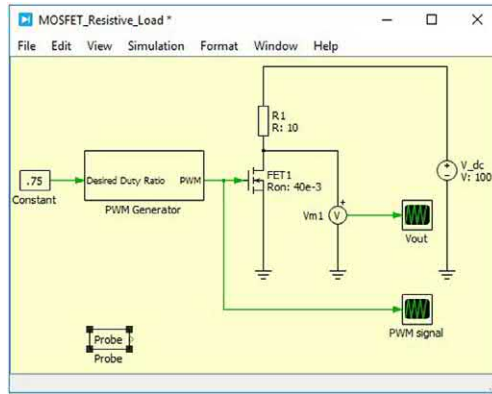 MOSFET_Resistive_Load *
File Edit View Simulation Format Window Help
R1
R: 10
V_dc
V: 100
.75
Constant
Desired Duty Ratio PWM
PWM Generator
FET1
Ron: 40e-3
Vm1
V
Vout
PWM signal
Probe
Probe